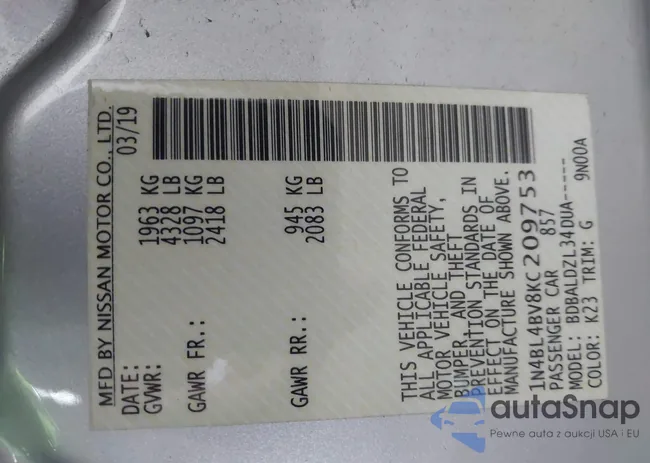 MFD BY NISSAN MOTOR CO., LTD.
DATE: 03/19
GVWR: 1963 KG
4328 LB
GAWR FR.: 1097 KG
2418 LB
GAWR RR.: 945 KG
2083 LB
THIS VEHICLE CONFORMS TO
ALL APPLICABLE FEDERAL
MOTOR VEHICLE SAFETY,
BUMPER, AND THEFT
PREVENTION STANDARDS IN
EFFECT ON THE DATE OF
MANUFACTURE SHOWN ABOVE.
1N4BL4BV8KC209753
PASSENGER CAR 857
MODEL: BDBALDZL34DUA-----
COLOR: K23 TRIM: G 9N00A
autaSnap
Pewne auta z aukcji USA i EU